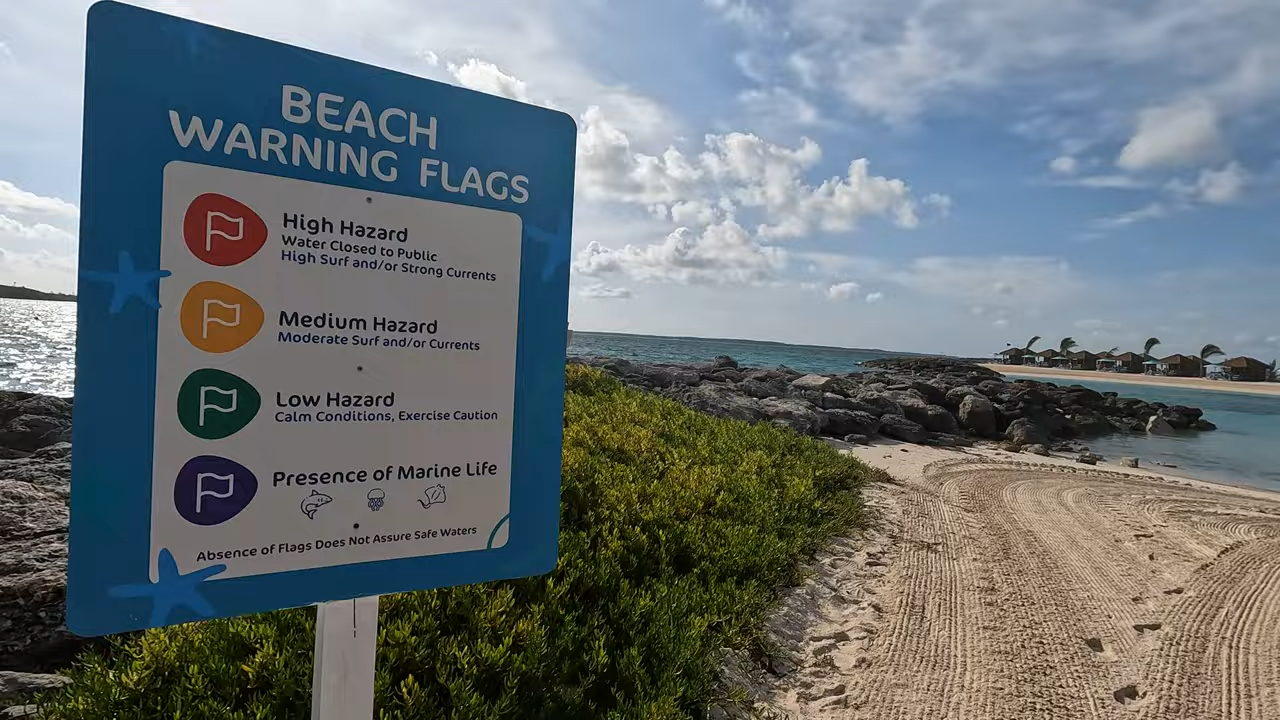 BEACH
WARNING FLAGS
High Hazard
Water Closed to Public
High Surf and/or Strong Currents
Medium Hazard
Moderate Surf and/or Currents
Low Hazard
Calm Conditions, Exercise Caution
Presence of Marine Life
Absence of Flags Does Not Assure Safe Waters